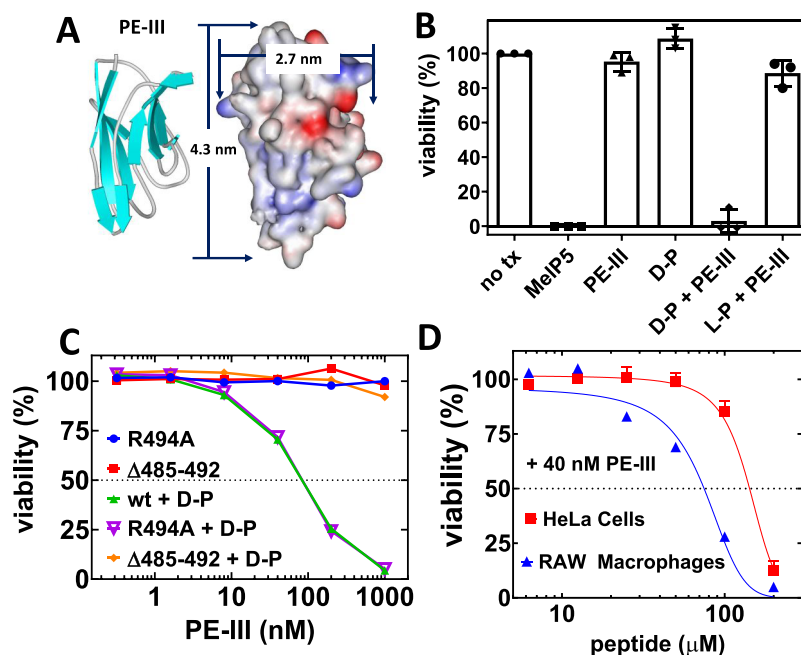 A
PE-III
2.7 nm
4.3 nm
B
viability (%)
100
80
60
40
20
0
no tx
MelP5
PE-III
D-P
D-P + PE-III
L-P + PE-III
C
viability (%)
100
75
50
25
0
R494A
Δ485-492
wt + D-P
R494A + D-P
Δ485-492 + D-P
1
10
100
1000
PE-III (nM)
D
viability (%)
100
75
50
25
0
+ 40 nM PE-III
HeLa Cells
RAW Macrophages
10
100
peptide (μM)